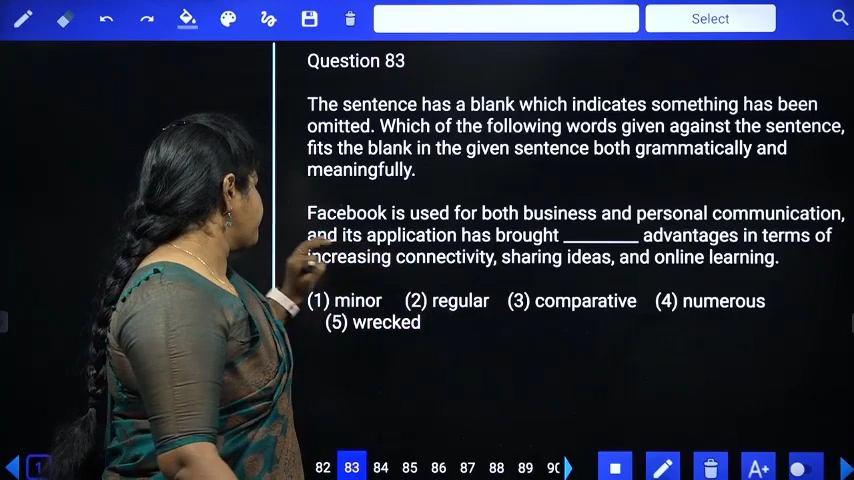 Select
Question 83
The sentence has a blank which indicates something has been
omitted. Which of the following words given against the sentence,
fits the blank in the given sentence both grammatically and
meaningfully.
Facebook is used for both business and personal communication,
and its application has brought ________ advantages in terms of
increasing connectivity, sharing ideas, and online learning.
(1) minor (2) regular (3) comparative (4) numerous
(5) wrecked
1 82 83 84 85 86 87 88 89 90 A+